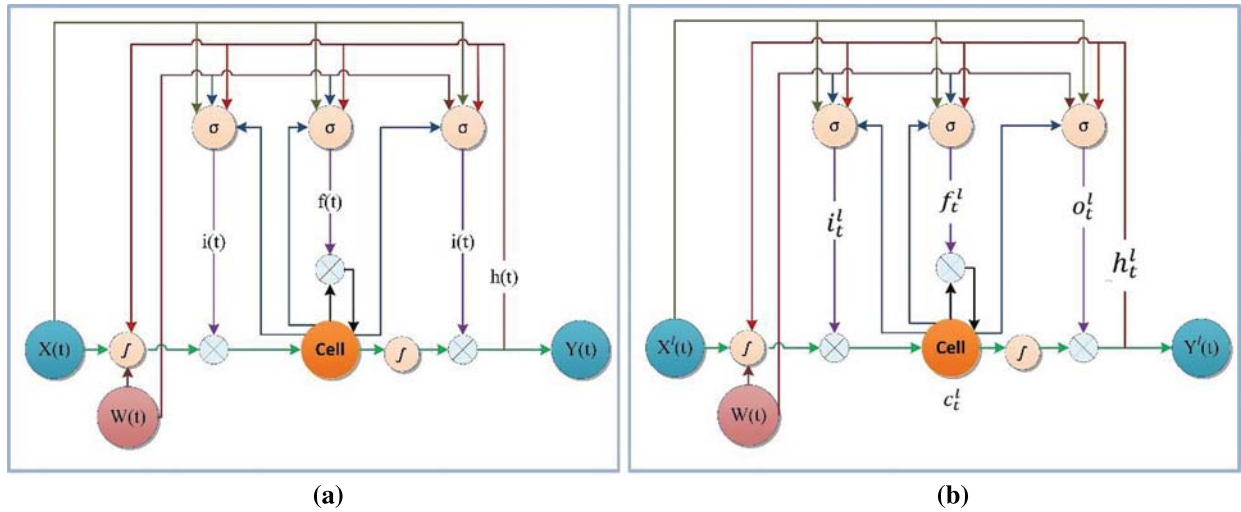 σ σ σ
f(t)
i(t) i(t)
h(t)
X(t) ∫ Cell ∫ Y(t)
W(t)
(a)
σ σ σ
i_t^l f_t^l o_t^l
h_t^l
X^l(t) ∫ Cell ∫ Y^l(t)
c_t^l
W(t)
(b)